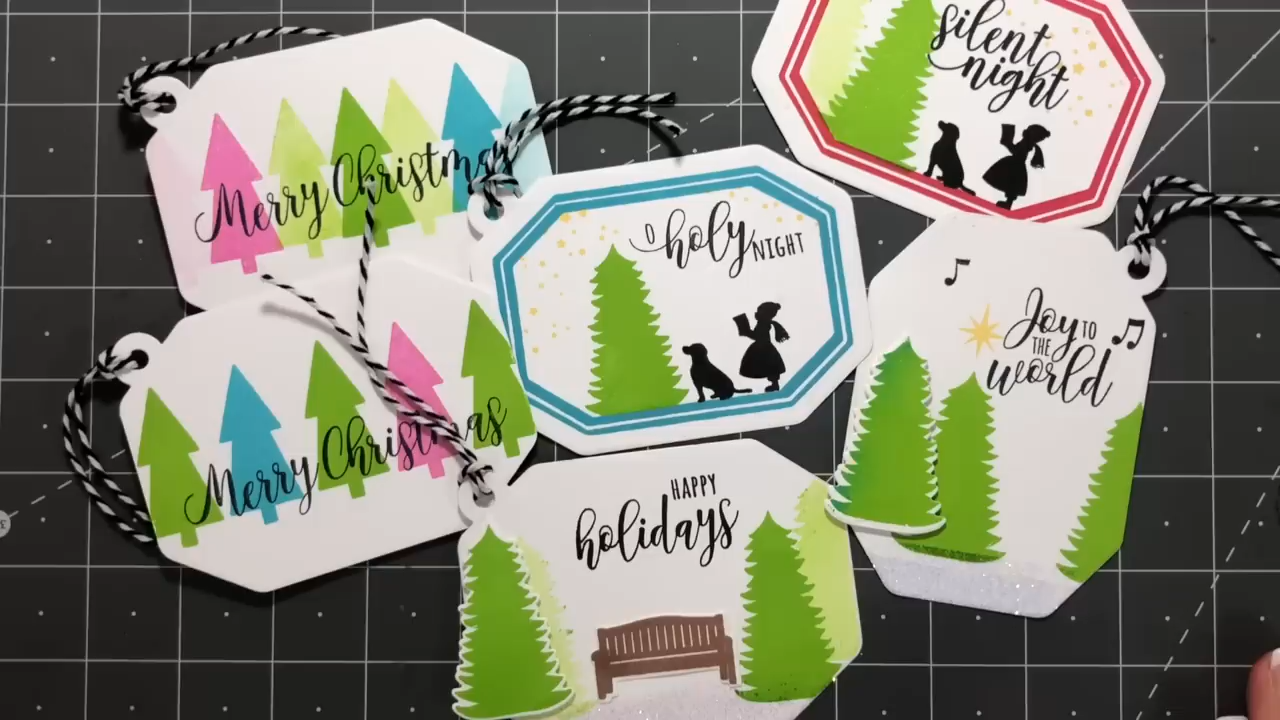 Merry Christmas
silent
night
O holy NIGHT
Joy TO
THE
world
Merry Christmas
HAPPY
holidays